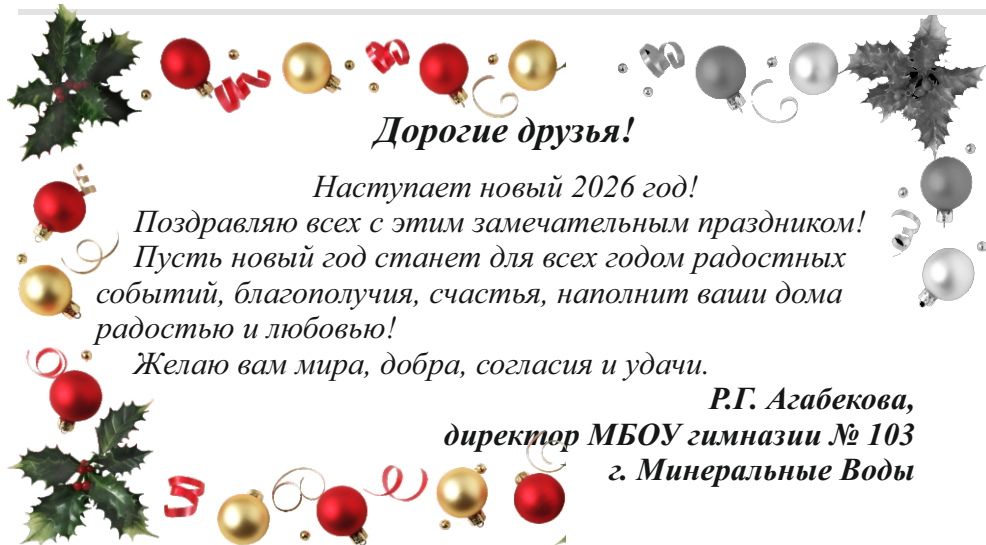 Дорогие друзья!
Наступает новый 2026 год!
Поздравляю всех с этим замечательным праздником!
Пусть новый год станет для всех годом радостных
событий, благополучия, счастья, наполнит ваши дома
радостью и любовью!
Желаю вам мира, добра, согласия и удачи.
Р.Г. Агабекова,
директор МБОУ гимназии № 103
г. Минеральные Воды